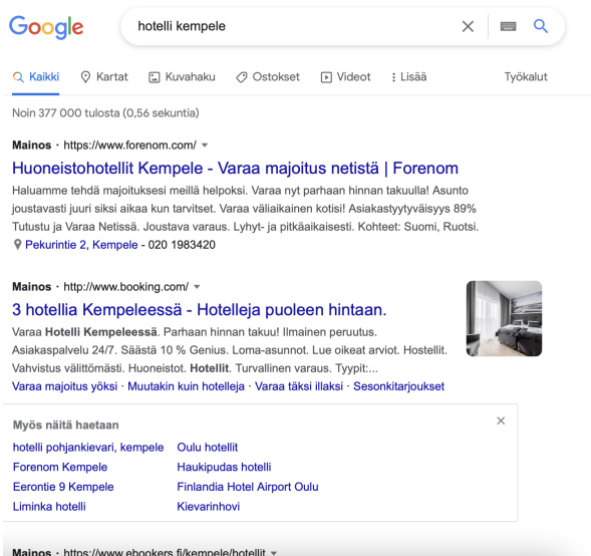 Google
hotelli kempele
Kaikki Kartat Kuvahaku Ostokset Videot Lisää Työkalut
Noin 377 000 tulosta (0,56 sekuntia)
Mainos · https://www.forenom.com/
Huoneistohotellit Kempele - Varaa majoitus netistä | Forenom
Haluamme tehdä majoituksesi meillä helpoksi. Varaa nyt parhaan hinnan takuulla! Asunto
joustavasti juuri siksi aikaa kun tarvitset. Varaa väliaikainen kotisi! Asiakastyytyväisyys 89%
Tutustu ja Varaa Netissä. Joustava varaus. Lyhyt- ja pitkäaikaisesti. Kohteet: Suomi, Ruotsi.
Pekurintie 2, Kempele - 020 1983420
Mainos · http://www.booking.com/
3 hotellia Kempeleessä - Hotelleja puoleen hintaan.
Varaa Hotelli Kempeleessä. Parhaan hinnan takuu! Ilmainen peruutus.
Asiakaspalvelu 24/7. Säästä 10 % Genius. Loma-asunnot. Lue oikeat arviot. Hostellit.
Vahvistus välittömästi. Huoneistot. Hotellit. Turvallinen varaus. Tyypit:...
Varaa majoitus yöksi · Muutakin kuin hotelleja · Varaa täksi illaksi · Sesonkitarjoukset
Myös näitä haetaan
hotelli pohjankievari, kempele Oulu hotellit
Forenom Kempele Haukipudas hotelli
Eerontie 9 Kempele Finlandia Hotel Airport Oulu
Liminka hotelli Kievarinhovi
Mainos · https://www.ebookers.fi/kempele/hotellit